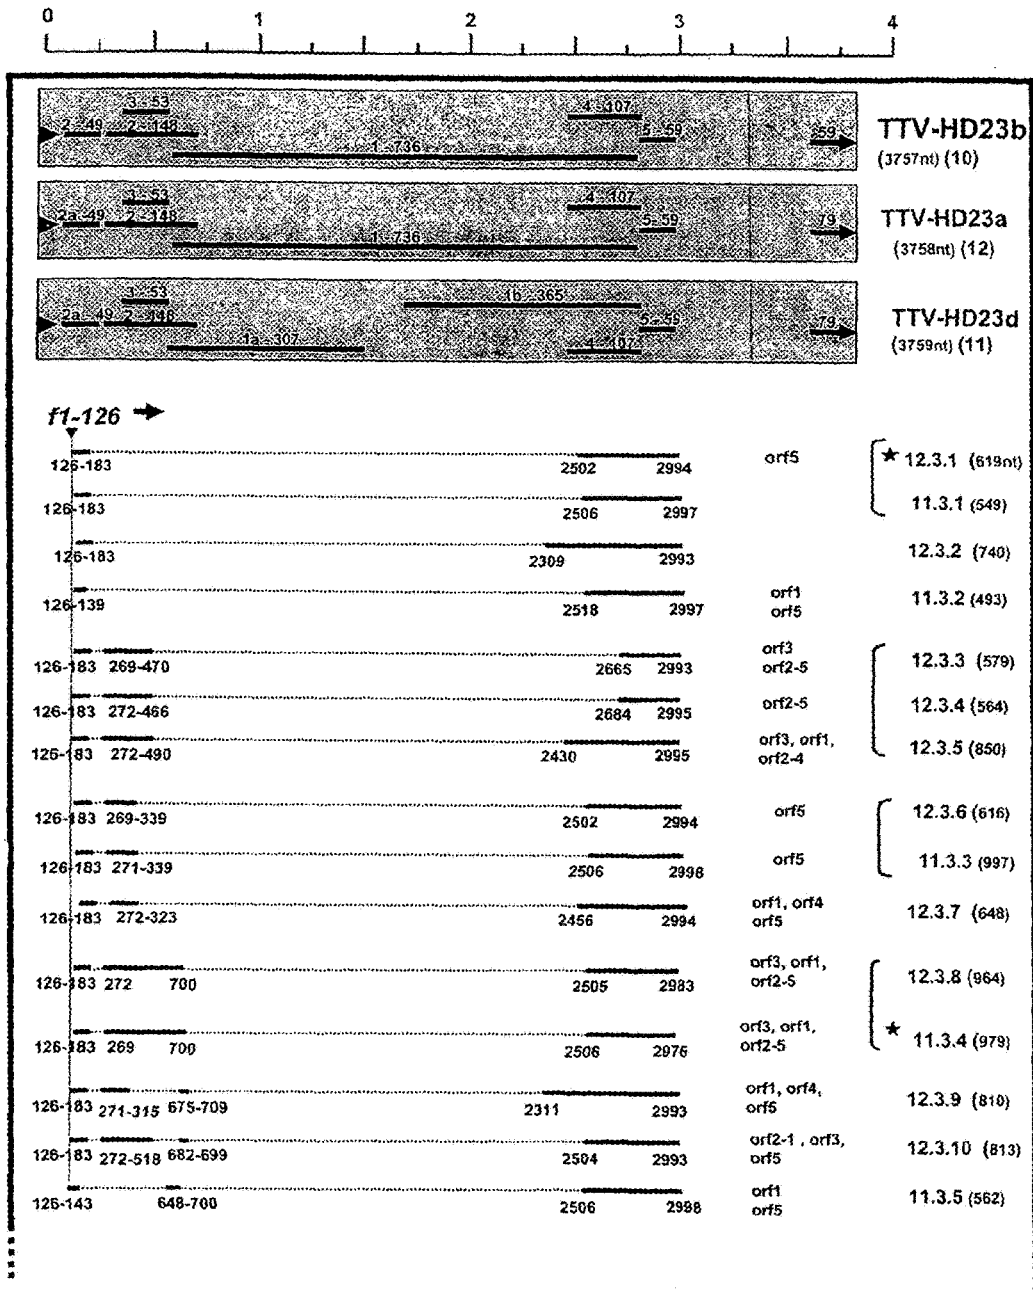 0 1 2 3 4
3 - 53 4 - 107
2 - 49 2 - 148 5 - 59 59 TTV-HD23b
1 - 736 (3757nt) (10)
3 - 53 4 - 107
2a - 49 2 - 148 5 - 59 79 TTV-HD23a
1 - 736 (3758nt) (12)
3 - 53 1b - 365
2a - 49 2 - 148 5 - 59 79 TTV-HD23d
1a - 307 4 - 107 (3759nt) (11)
f1-126
126-183 2502 2994 orf5 ★ 12.3.1 (619nt)
126-183 2506 2997 11.3.1 (549)
126-183 2309 2993 12.3.2 (740)
126-139 2518 2997 orf1 11.3.2 (493)
orf5
orf3
126-183 269-470 2665 2993 orf2-5 12.3.3 (579)
126-183 272-466 2684 2995 orf2-5 12.3.4 (564)
orf3, orf1,
126-183 272-490 2430 2995 orf2-4 12.3.5 (850)
126-183 269-339 2502 2994 orf5 12.3.6 (616)
126-183 271-339 2506 2998 orf5 11.3.3 (997)
orf1, orf4
126-183 272-323 2456 2994 orf5 12.3.7 (648)
orf3, orf1,
126-183 272 700 2505 2983 orf2-5 12.3.8 (964)
orf3, orf1,
126-183 269 700 2506 2976 orf2-5 ★ 11.3.4 (979)
orf1, orf4,
126-183 271-315 675-709 2311 2993 orf5 12.3.9 (810)
orf2-1 , orf3,
126-183 272-518 682-699 2504 2993 orf5 12.3.10 (813)
orf1
126-143 648-700 2506 2998 orf5 11.3.5 (562)